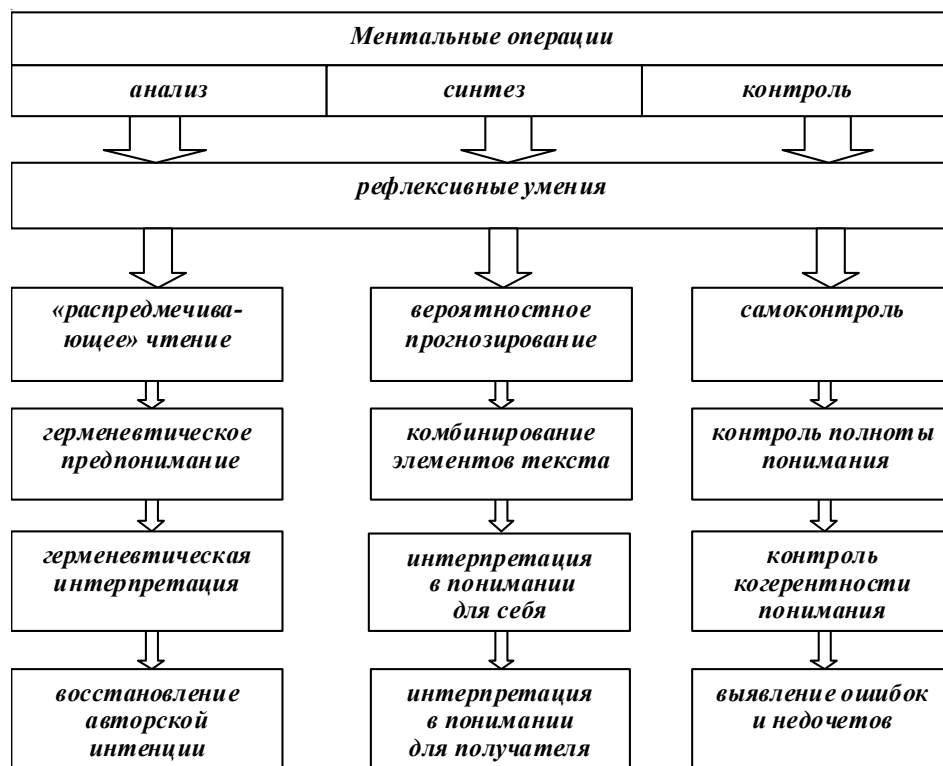 Ментальные операции
анализ
синтез
контроль
рефлексивные умения
«распредмечива-
ющее» чтение
вероятностное
прогнозирование
самоконтроль
герменевтическое
предпонимание
комбинирование
элементов текста
контроль полноты
понимания
герменевтическая
интерпретация
интерпретация
в понимании
для себя
контроль
когерентности
понимания
восстановление
авторской
интенции
интерпретация
в понимании
для получателя
выявление ошибок
и недочетов